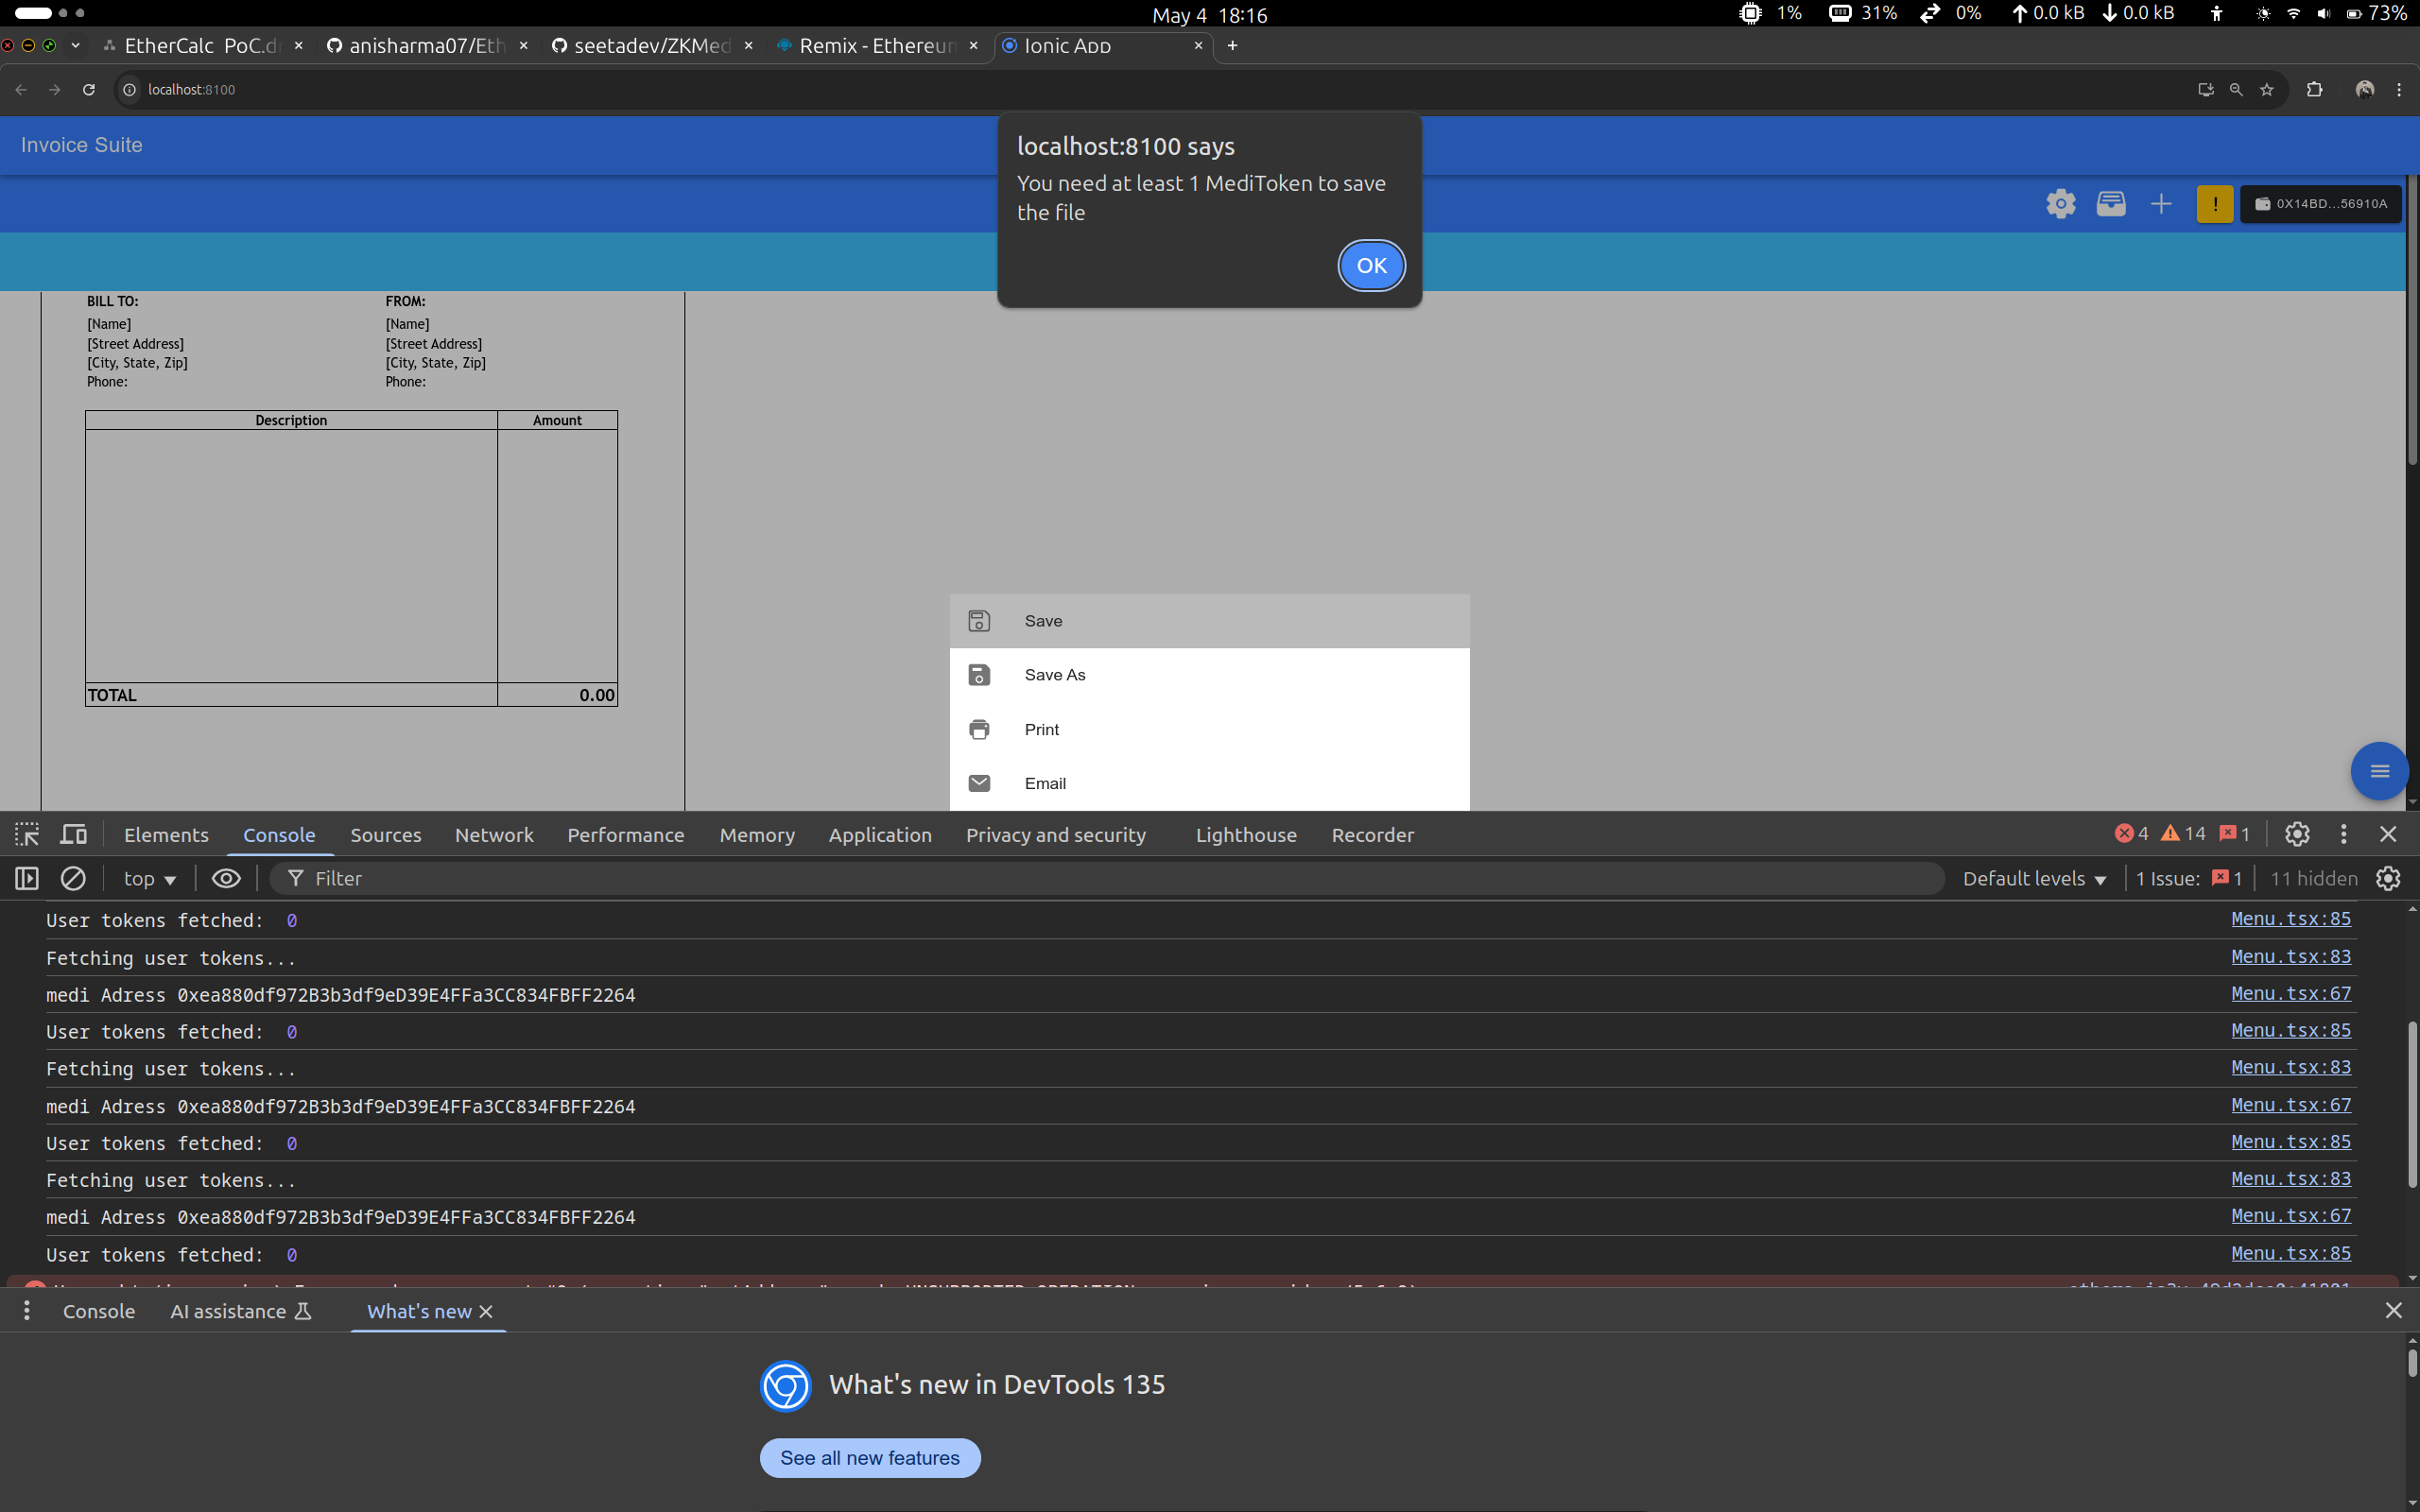 May 4 18:16
1%
31%
0%
0.0 kB
0.0 kB
73%
EtherCalc PoC.dr
anisharma07/Eth
seetadev/ZKMed
Remix - Ethereun
Ionic App
localhost:8100
Invoice Suite
localhost:8100 says
You need at least 1 MediToken to save
the file
OK
!
0X14BD...56910A
BILL TO:
FROM:
[Name]
[Name]
[Street Address]
[Street Address]
[City, State, Zip]
[City, State, Zip]
Phone:
Phone:
Description
Amount
TOTAL
0.00
Save
Save As
Print
Email
Elements
Console
Sources
Network
Performance
Memory
Application
Privacy and security
Lighthouse
Recorder
4
14
1
top
Filter
Default levels
1 Issue:
1
11 hidden
User tokens fetched: 0
Menu.tsx:85
Fetching user tokens...
Menu.tsx:83
medi Adress 0xea880df972B3b3df9eD39E4FFa3CC834FBFF2264
Menu.tsx:67
User tokens fetched: 0
Menu.tsx:85
Fetching user tokens...
Menu.tsx:83
medi Adress 0xea880df972B3b3df9eD39E4FFa3CC834FBFF2264
Menu.tsx:67
User tokens fetched: 0
Menu.tsx:85
Fetching user tokens...
Menu.tsx:83
medi Adress 0xea880df972B3b3df9eD39E4FFa3CC834FBFF2264
Menu.tsx:67
User tokens fetched: 0
Menu.tsx:85
Console
AI assistance
What's new
What's new in DevTools 135
See all new features